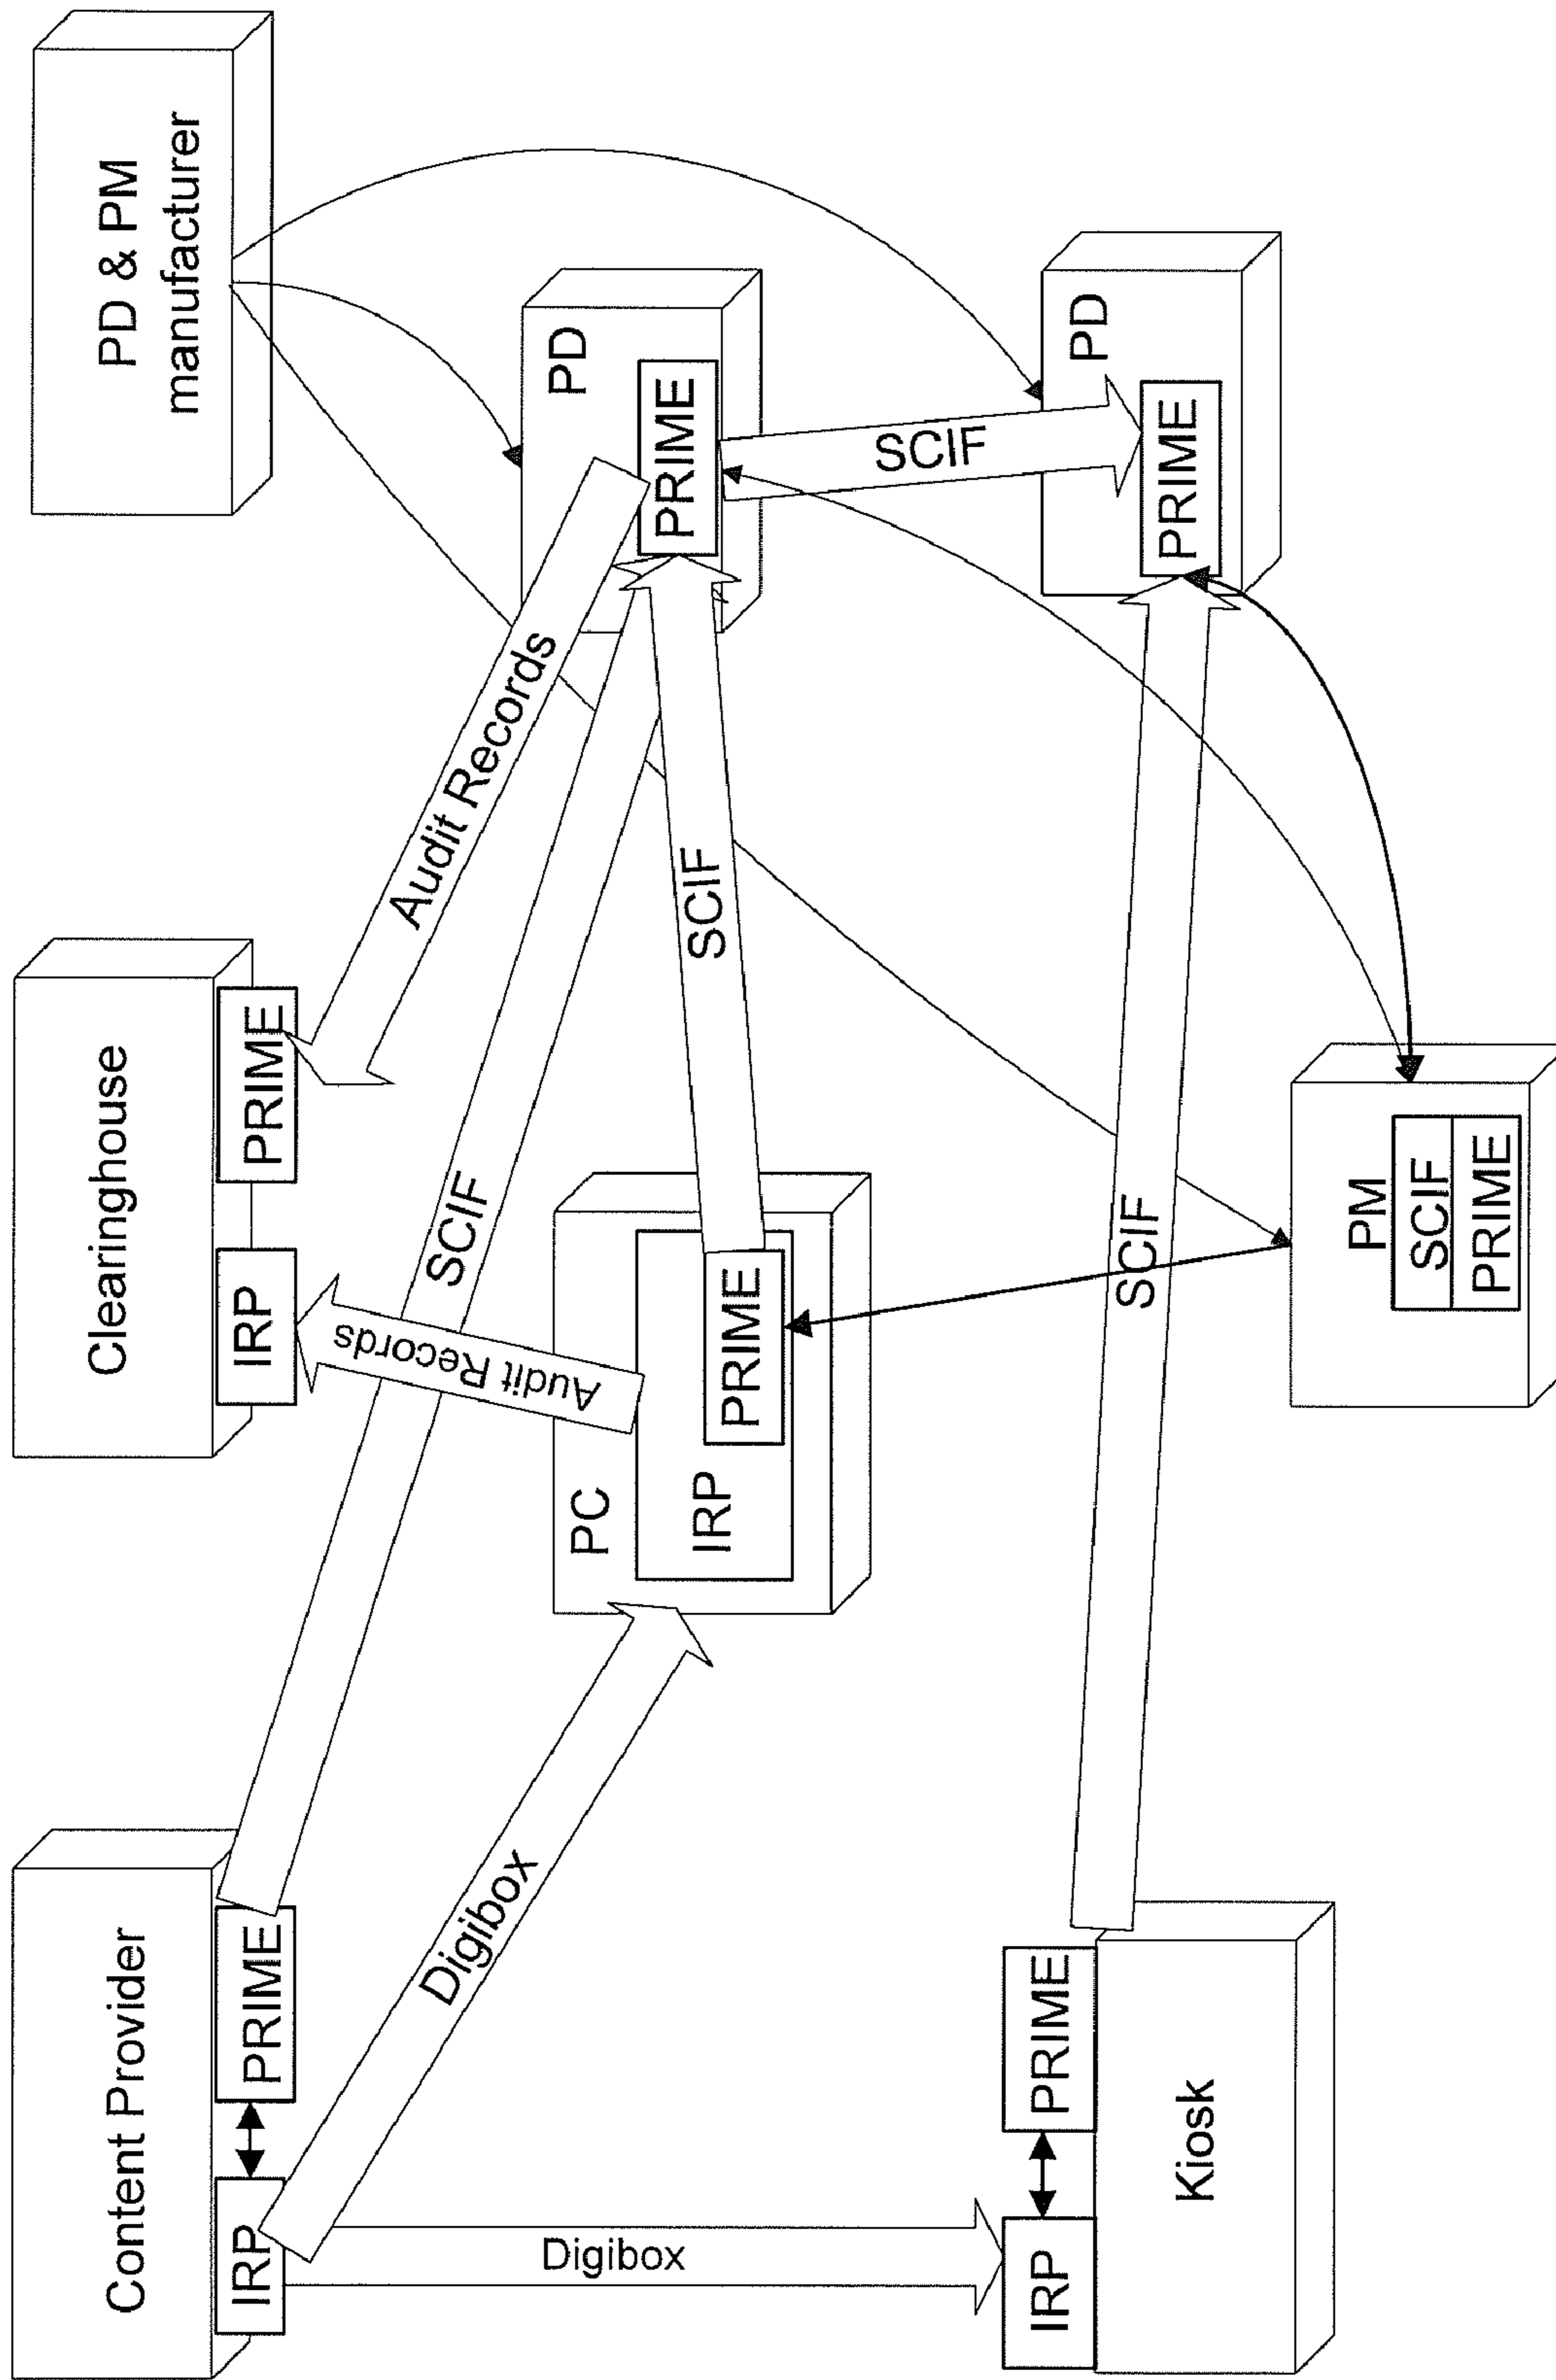 Content Provider
IRP
PRIME
Clearinghouse
IRP
PRIME
PD & PM
manufacturer
Audit Records
SCIF
Audit Records
Digibox
Digibox
PC
IRP
PRIME
SCIF
PD
PRIME
SCIF
PD
PRIME
SCIF
IRP
PRIME
Kiosk
PM
SCIF
PRIME